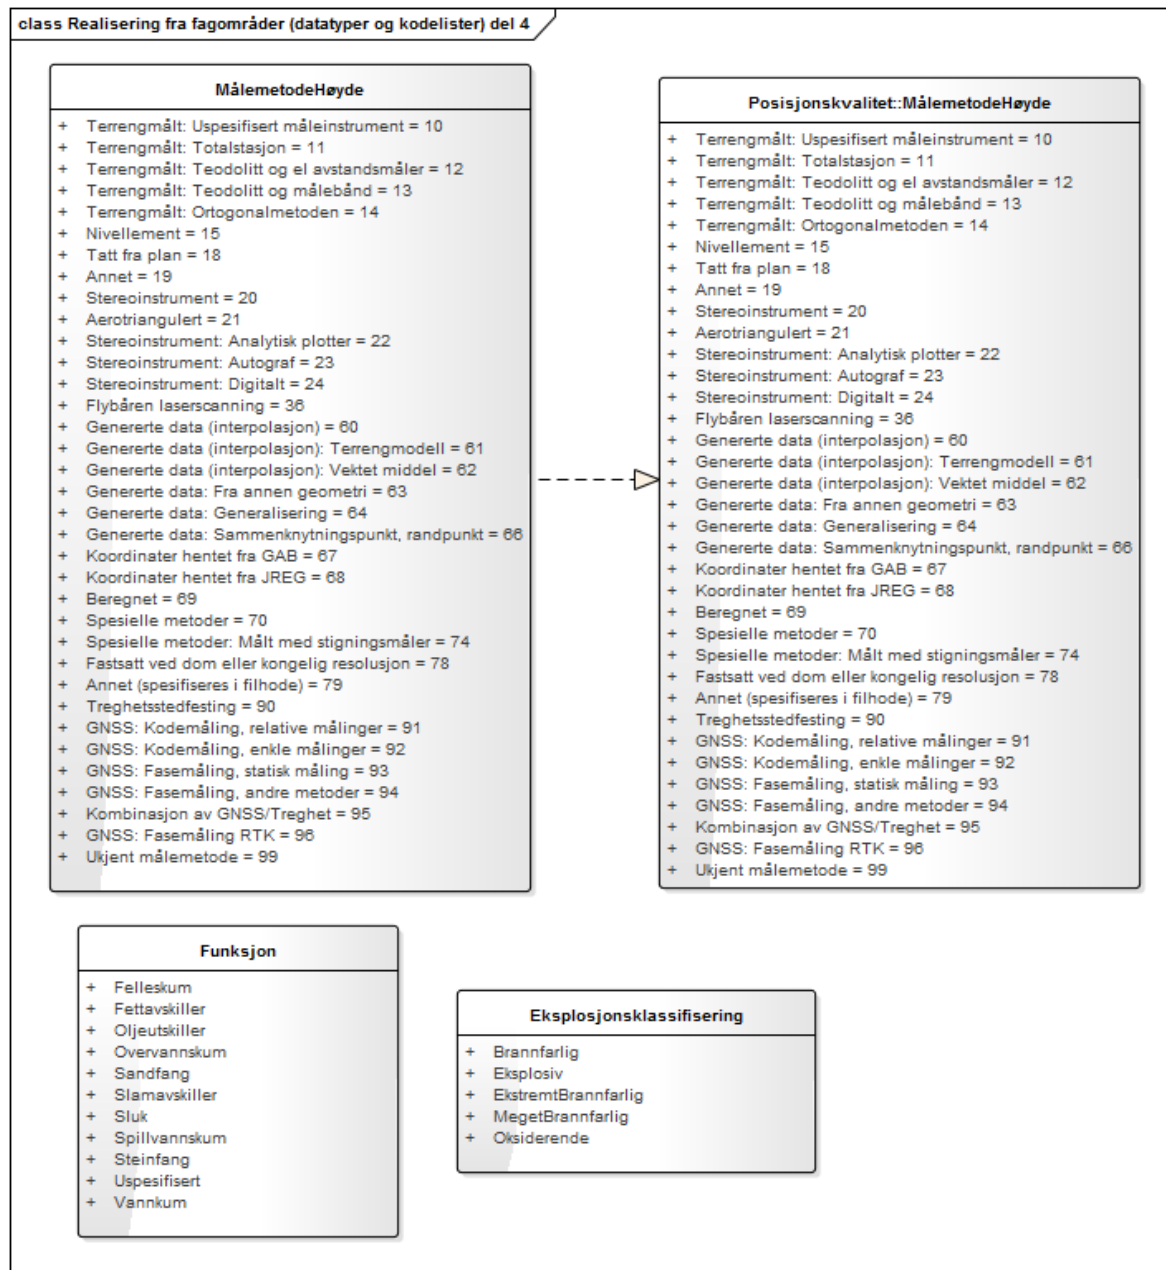 class Realisering fra fagområder (datatyper og kodelister) del 4
MålemetodeHøyde
+ Terrengmålt: Uspesifisert måleinstrument = 10
+ Terrengmålt: Totalstasjon = 11
+ Terrengmålt: Teodolitt og el avstandsmåler = 12
+ Terrengmålt: Teodolitt og målebånd = 13
+ Terrengmålt: Ortogonalmetoden = 14
+ Nivellement = 15
+ Tatt fra plan = 18
+ Annet = 19
+ Stereoinstrument = 20
+ Aerotriangulert = 21
+ Stereoinstrument: Analytisk plotter = 22
+ Stereoinstrument: Autograf = 23
+ Stereoinstrument: Digitalt = 24
+ Flybåren laserscanning = 36
+ Genererte data (interpolasjon) = 60
+ Genererte data (interpolasjon): Terrengmodell = 61
+ Genererte data (interpolasjon): Vektet middel = 62
+ Genererte data: Fra annen geometri = 63
+ Genererte data: Generalisering = 64
+ Genererte data: Sammenknytningspunkt, randpunkt = 66
+ Koordinater hentet fra GAB = 67
+ Koordinater hentet fra JREG = 68
+ Beregnet = 69
+ Spesielle metoder = 70
+ Spesielle metoder: Målt med stigningsmåler = 74
+ Fastsatt ved dom eller kongelig resolusjon = 78
+ Annet (spesifiseres i filhode) = 79
+ Treghetsstedfesting = 90
+ GNSS: Kodemåling, relative målinger = 91
+ GNSS: Kodemåling, enkle målinger = 92
+ GNSS: Fasemåling, statisk måling = 93
+ GNSS: Fasemåling, andre metoder = 94
+ Kombinasjon av GNSS/Treghet = 95
+ GNSS: Fasemåling RTK = 96
+ Ukjent målemetode = 99
Posisjonskvalitet::MålemetodeHøyde
+ Terrengmålt: Uspesifisert måleinstrument = 10
+ Terrengmålt: Totalstasjon = 11
+ Terrengmålt: Teodolitt og el avstandsmåler = 12
+ Terrengmålt: Teodolitt og målebånd = 13
+ Terrengmålt: Ortogonalmetoden = 14
+ Nivellement = 15
+ Tatt fra plan = 18
+ Annet = 19
+ Stereoinstrument = 20
+ Aerotriangulert = 21
+ Stereoinstrument: Analytisk plotter = 22
+ Stereoinstrument: Autograf = 23
+ Stereoinstrument: Digitalt = 24
+ Flybåren laserscanning = 36
+ Genererte data (interpolasjon) = 60
+ Genererte data (interpolasjon): Terrengmodell = 61
+ Genererte data (interpolasjon): Vektet middel = 62
+ Genererte data: Fra annen geometri = 63
+ Genererte data: Generalisering = 64
+ Genererte data: Sammenknytningspunkt, randpunkt = 66
+ Koordinater hentet fra GAB = 67
+ Koordinater hentet fra JREG = 68
+ Beregnet = 69
+ Spesielle metoder = 70
+ Spesielle metoder: Målt med stigningsmåler = 74
+ Fastsatt ved dom eller kongelig resolusjon = 78
+ Annet (spesifiseres i filhode) = 79
+ Treghetsstedfesting = 90
+ GNSS: Kodemåling, relative målinger = 91
+ GNSS: Kodemåling, enkle målinger = 92
+ GNSS: Fasemåling, statisk måling = 93
+ GNSS: Fasemåling, andre metoder = 94
+ Kombinasjon av GNSS/Treghet = 95
+ GNSS: Fasemåling RTK = 96
+ Ukjent målemetode = 99
Funksjon
+ Felleskum
+ Fettavskiller
+ Oljeutskiller
+ Overvannskum
+ Sandfang
+ Slamavskiller
+ Sluk
+ Spillvannskum
+ Steinfang
+ Uspesifisert
+ Vannkum
Eksplosjonsklassifisering
+ Brannfarlig
+ Eksplosiv
+ EkstremtBrannfarlig
+ MegetBrannfarlig
+ Oksiderende